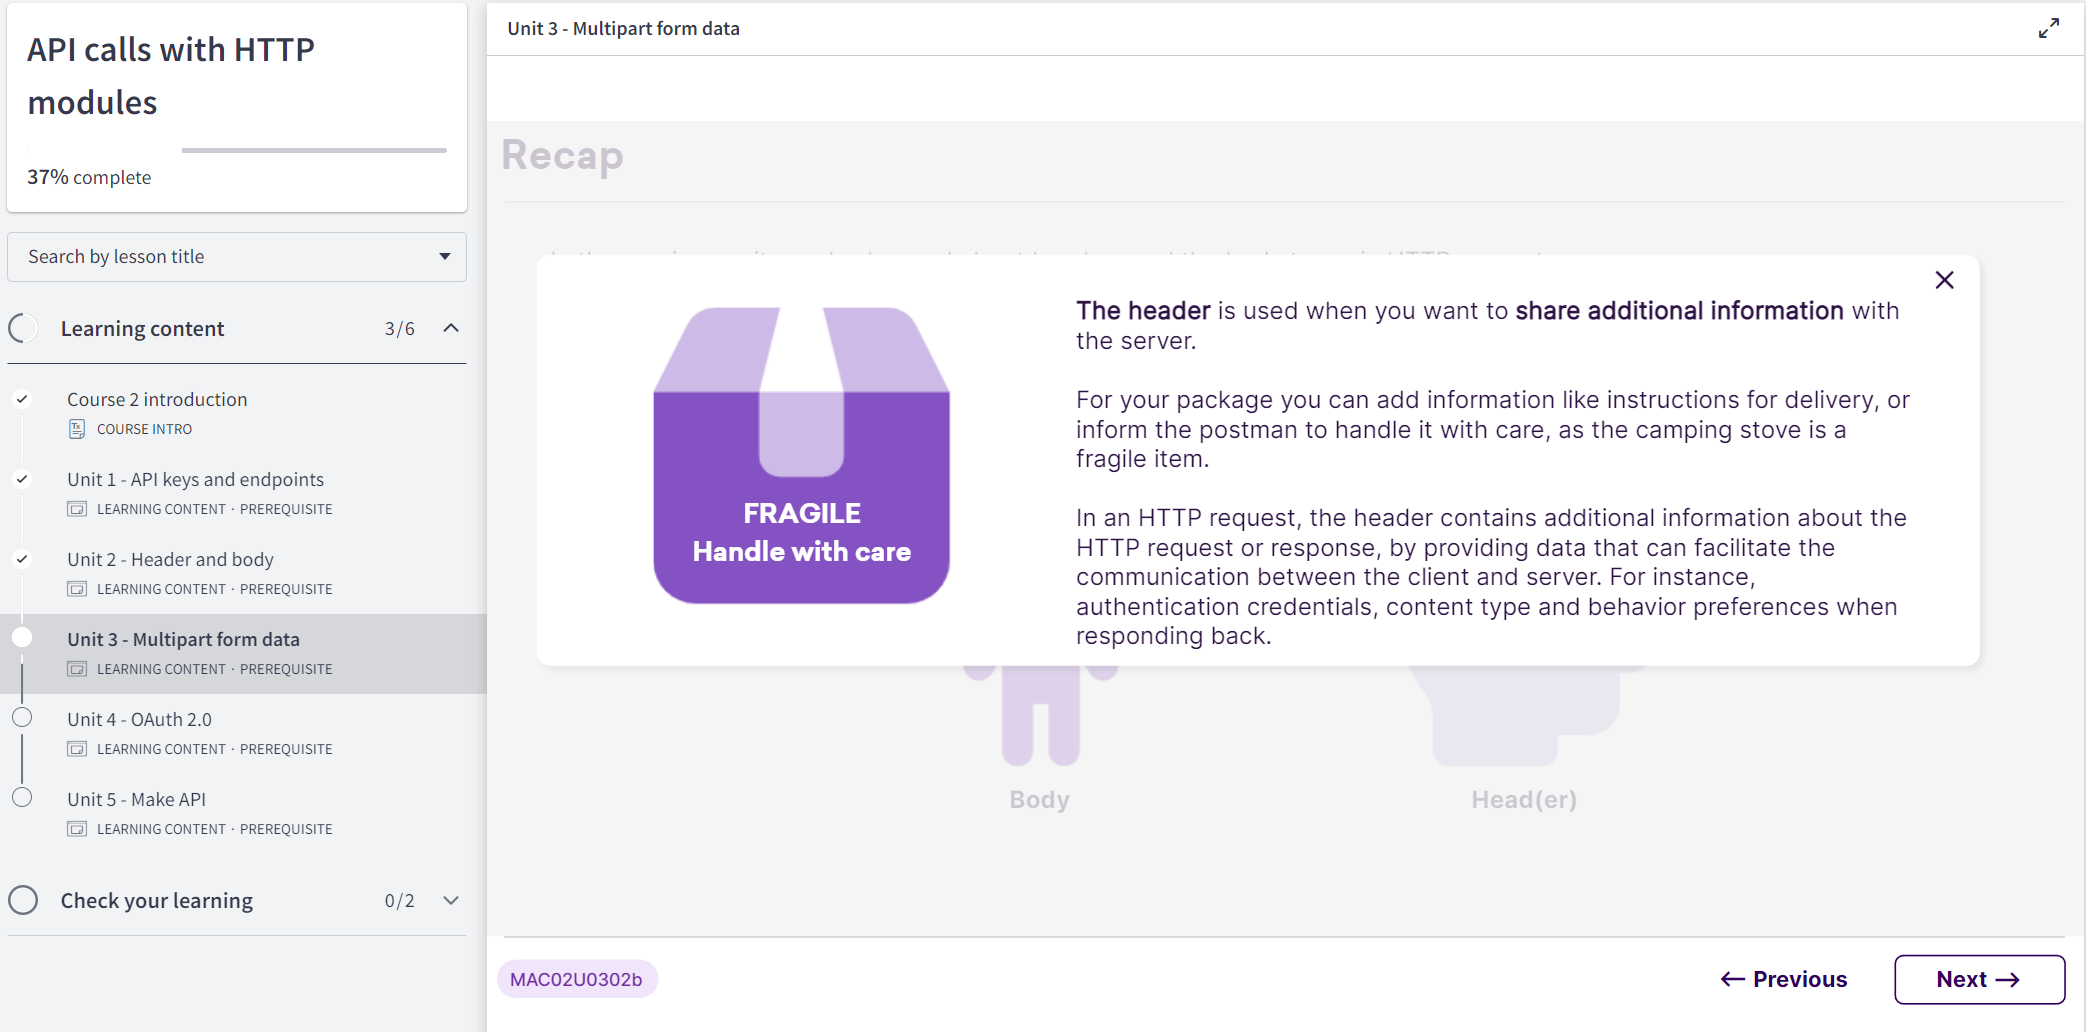 API calls with HTTP
modules
37% complete
Search by lesson title
Learning content 3/6
Course 2 introduction
COURSE INTRO
Unit 1 - API keys and endpoints
LEARNING CONTENT · PREREQUISITE
Unit 2 - Header and body
LEARNING CONTENT · PREREQUISITE
Unit 3 - Multipart form data
LEARNING CONTENT · PREREQUISITE
Unit 4 - OAuth 2.0
LEARNING CONTENT · PREREQUISITE
Unit 5 - Make API
LEARNING CONTENT · PREREQUISITE
Check your learning 0/2
Unit 3 - Multipart form data
Recap
FRAGILE
Handle with care
The header is used when you want to share additional information with
the server.
For your package you can add information like instructions for delivery, or
inform the postman to handle it with care, as the camping stove is a
fragile item.
In an HTTP request, the header contains additional information about the
HTTP request or response, by providing data that can facilitate the
communication between the client and server. For instance,
authentication credentials, content type and behavior preferences when
responding back.
Body
Head(er)
MAC02U0302b
← Previous
Next →